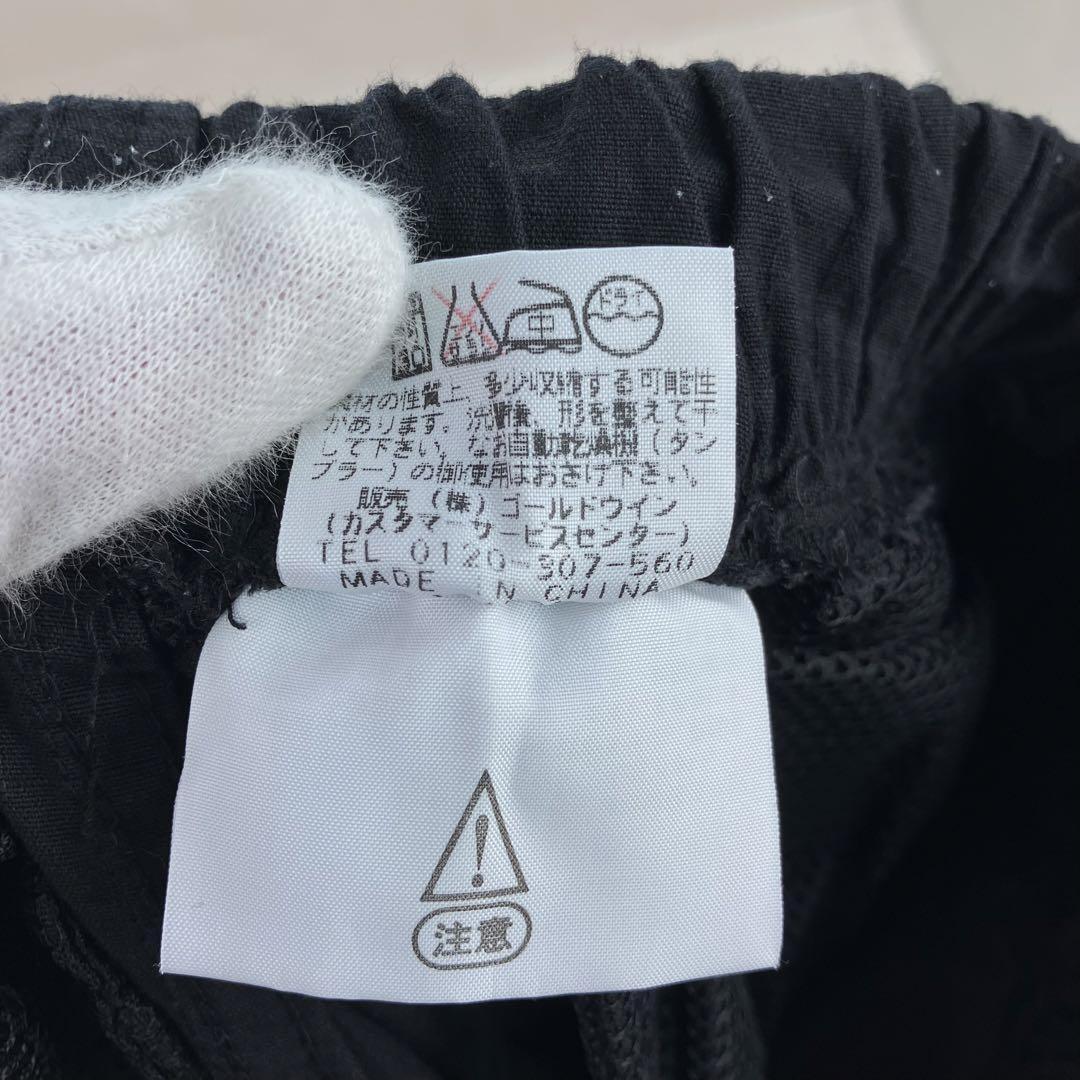 ドライ
中
素材の性質上、多少収縮する可能性
があります。洗濯後、形を整えて干
して下さい。なお自動乾燥機(タン
ブラー)の御使用はおさけ下さい。
販売 (株)ゴールドウイン
(カスタマーサービスセンター)
TEL 0120-307-560
MADE IN CHINA
注意